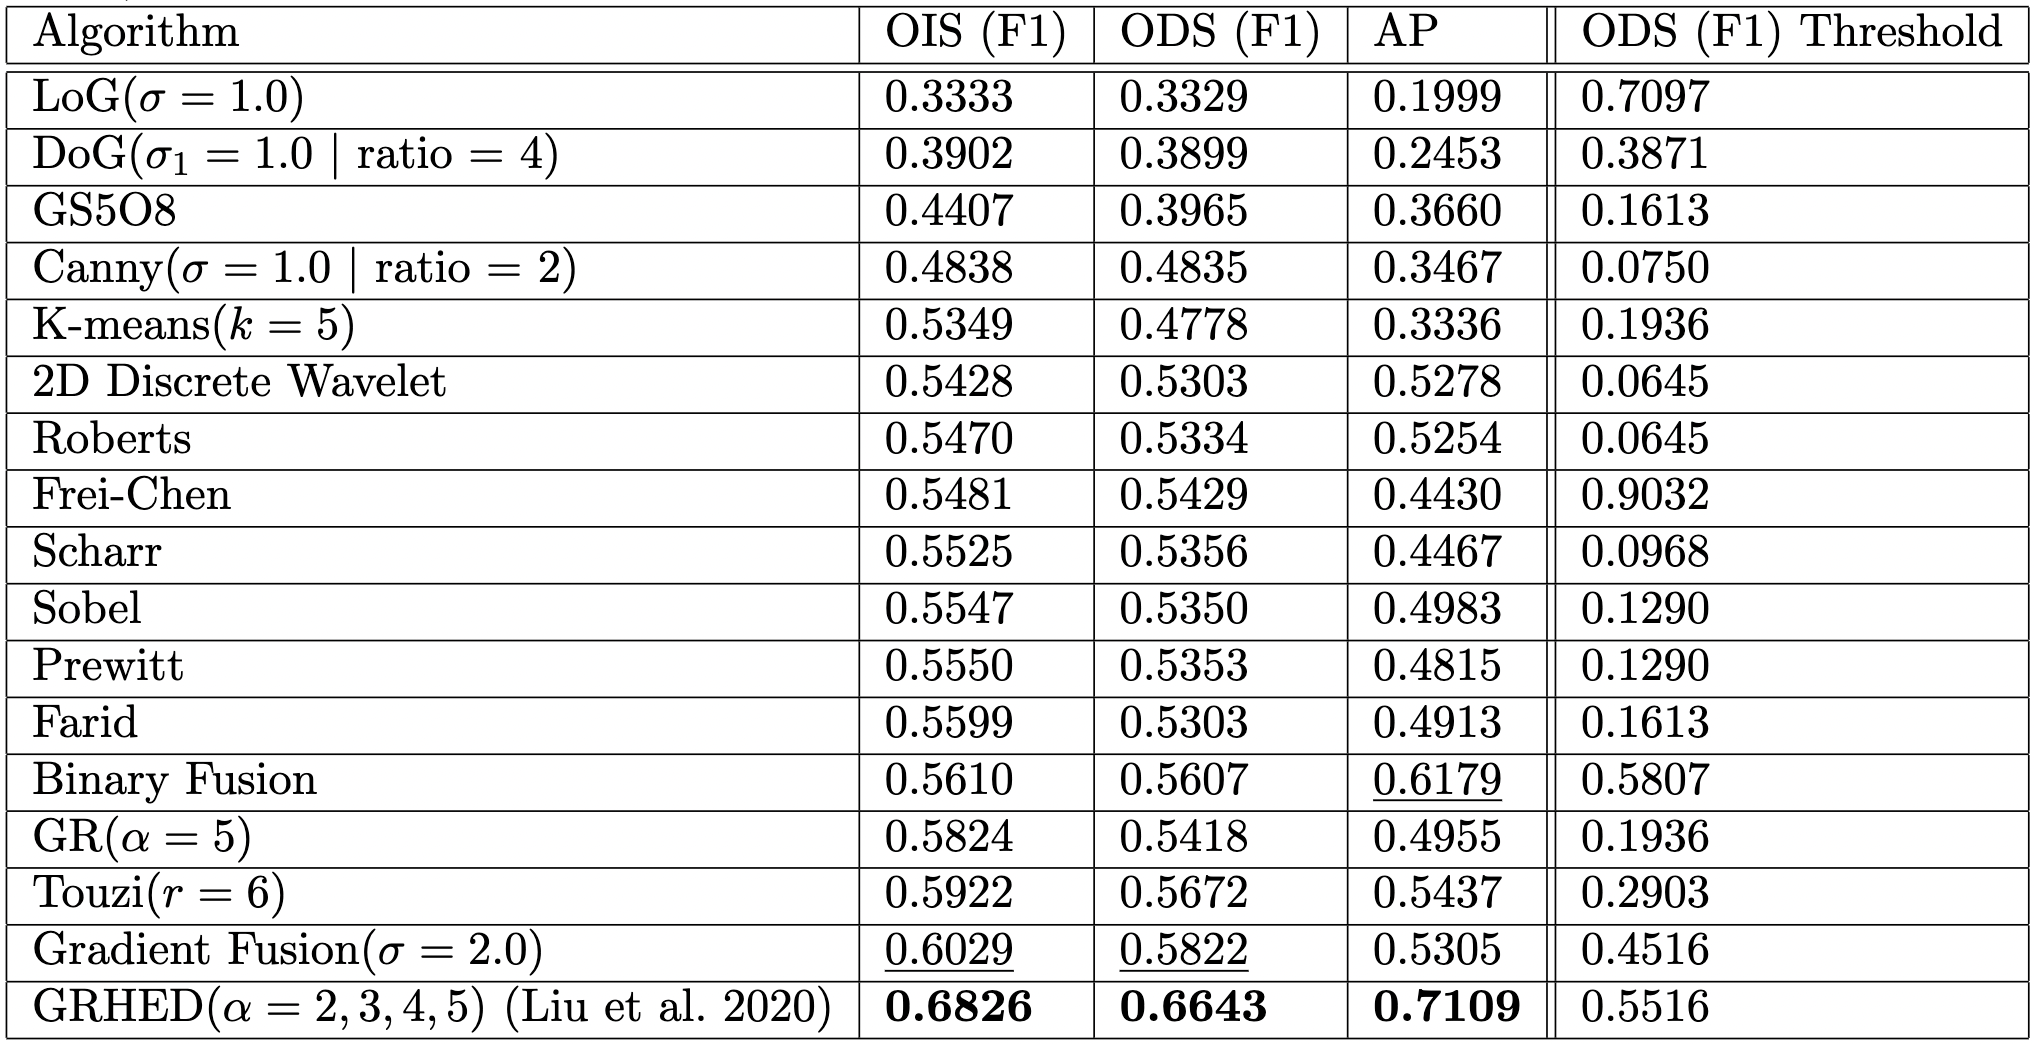 Algorithm OIS (F1) ODS (F1) AP ODS (F1) Threshold
LoG(σ = 1.0) 0.3333 0.3329 0.1999 0.7097
DoG(σ₁ = 1.0 | ratio = 4) 0.3902 0.3899 0.2453 0.3871
GS5O8 0.4407 0.3965 0.3660 0.1613
Canny(σ = 1.0 | ratio = 2) 0.4838 0.4835 0.3467 0.0750
K-means(k = 5) 0.5349 0.4778 0.3336 0.1936
2D Discrete Wavelet 0.5428 0.5303 0.5278 0.0645
Roberts 0.5470 0.5334 0.5254 0.0645
Frei-Chen 0.5481 0.5429 0.4430 0.9032
Scharr 0.5525 0.5356 0.4467 0.0968
Sobel 0.5547 0.5350 0.4983 0.1290
Prewitt 0.5550 0.5353 0.4815 0.1290
Farid 0.5599 0.5303 0.4913 0.1613
Binary Fusion 0.5610 0.5607 0.6179 0.5807
GR(α = 5) 0.5824 0.5418 0.4955 0.1936
Touzi(r = 6) 0.5922 0.5672 0.5437 0.2903
Gradient Fusion(σ = 2.0) 0.6029 0.5822 0.5305 0.4516
GRHED(α = 2, 3, 4, 5) (Liu et al. 2020) 0.6826 0.6643 0.7109 0.5516